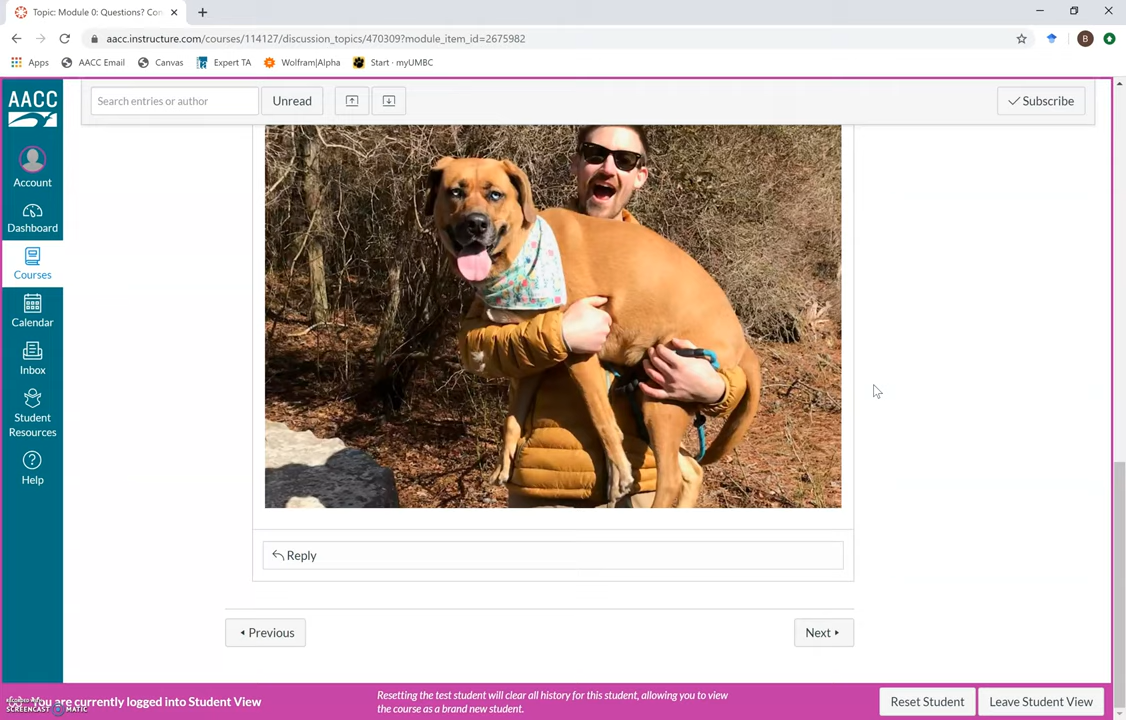 Topic: Module 0: Questions? Con
aacc.instructure.com/courses/114127/discussion_topics/470309?module_item_id=2675982
B
Apps
AACC Email
Canvas
Expert TA
Wolfram|Alpha
Start · myUMBC
AACC
Search entries or author
Unread
Subscribe
Account
Dashboard
Courses
Calendar
Inbox
Student
Resources
Help
Reply
Previous
Next
You are currently logged into Student View
SCREENCAST MATIC
Resetting the test student will clear all history for this student, allowing you to view
the course as a brand new student.
Reset Student
Leave Student View